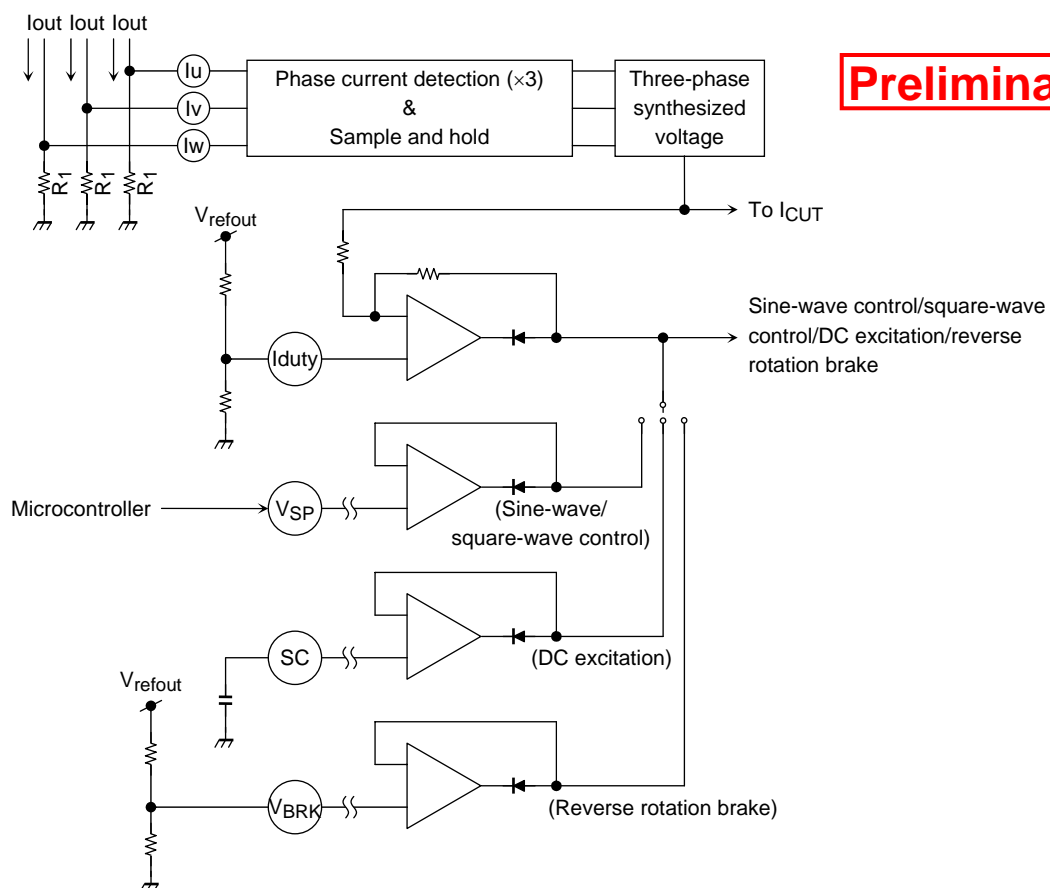 Iout Iout Iout
Iu
Iv
Iw
Phase current detection (×3)
&
Sample and hold
Three-phase
synthesized
voltage
Prelimina
R1 R1 R1
Vrefout
To ICUT
Iduty
Sine-wave control/square-wave
control/DC excitation/reverse
rotation brake
Microcontroller
VSP
(Sine-wave/
square-wave control)
SC
(DC excitation)
Vrefout
VBRK
(Reverse rotation brake)